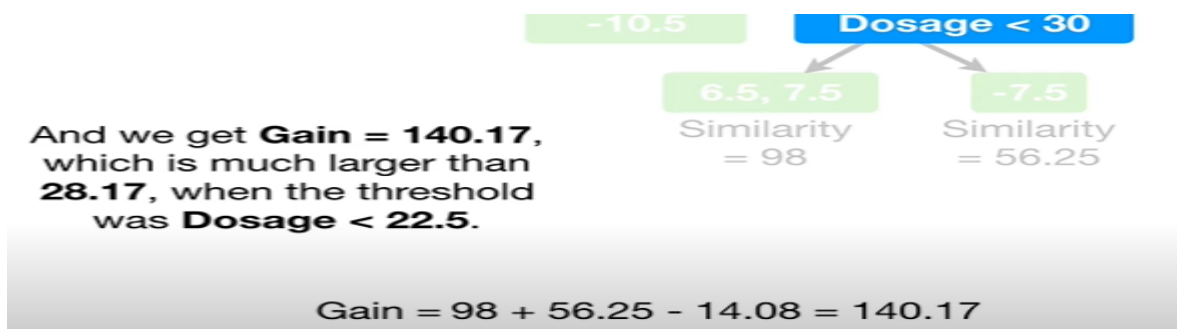 -10.5
Dosage < 30
6.5, 7.5
-7.5
Similarity
= 98
Similarity
= 56.25
And we get Gain = 140.17,
which is much larger than
28.17, when the threshold
was Dosage < 22.5.
Gain = 98 + 56.25 - 14.08 = 140.17